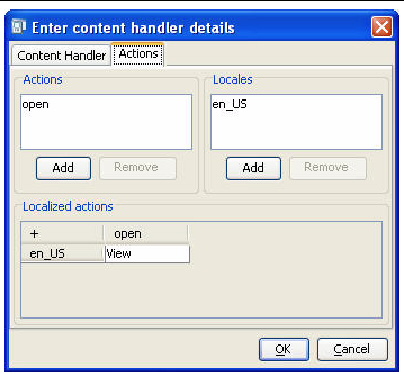 Enter content handler details
Content Handler Actions
Actions Locales
open en_US
Add Remove Add Remove
Localized actions
+ open
en_US View
OK Cancel